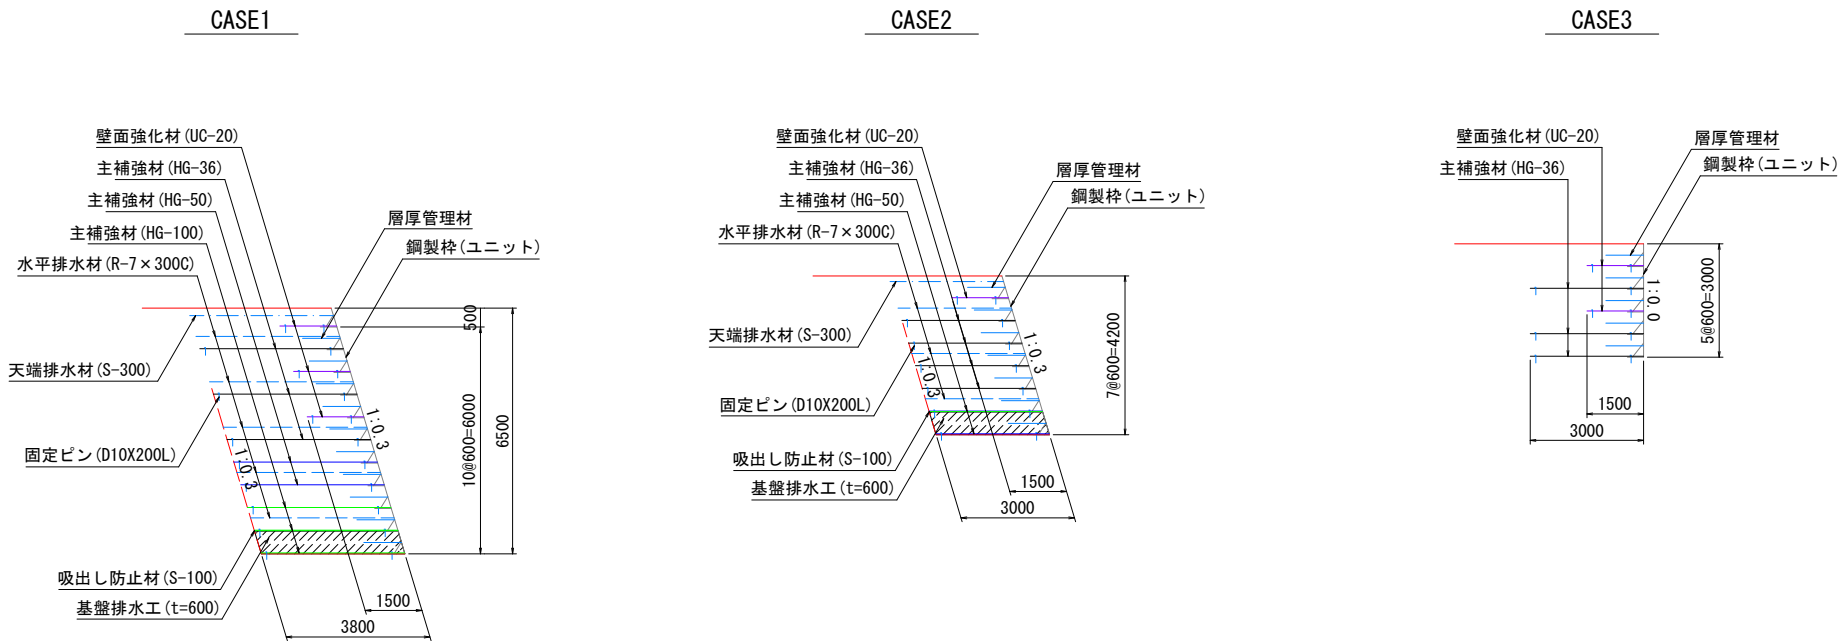 CASE1
壁面強化材(UC-20)
主補強材(HG-36)
主補強材(HG-50)
主補強材(HG-100)
水平排水材(R-7×300C)
層厚管理材
鋼製枠(ユニット)
天端排水材(S-300)
固定ピン(D10X200L)
吸出し防止材(S-100)
基盤排水工(t=600)
1:0.3
1:0.3
500
10@600=6000
6500
1500
3800
CASE2
壁面強化材(UC-20)
主補強材(HG-36)
主補強材(HG-50)
水平排水材(R-7×300C)
層厚管理材
鋼製枠(ユニット)
天端排水材(S-300)
固定ピン(D10X200L)
吸出し防止材(S-100)
基盤排水工(t=600)
1:0.3
1:0.3
7@600=4200
1500
3000
CASE3
壁面強化材(UC-20)
主補強材(HG-36)
層厚管理材
鋼製枠(ユニット)
1:0.0
5@600=3000
1500
3000